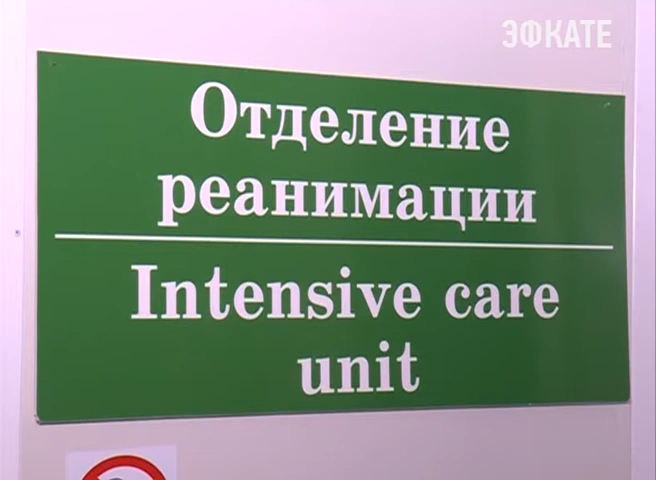 ЭФКАТЕ
Отделение
реанимации
Intensive care
unit